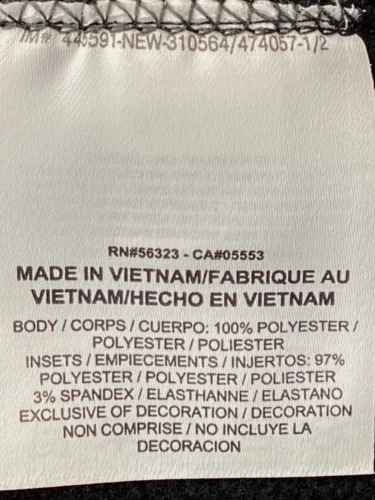 IM# 445591-NEW-310564/474057-1/2
RN#56323 - CA#05553
MADE IN VIETNAM/FABRIQUE AU
VIETNAM/HECHO EN VIETNAM
BODY / CORPS / CUERPO: 100% POLYESTER /
POLYESTER / POLIESTER
INSETS / EMPIECEMENTS / INJERTOS: 97%
POLYESTER / POLYESTER / POLIESTER
3% SPANDEX / ELASTHANNE / ELASTANO
EXCLUSIVE OF DECORATION / DECORATION
NON COMPRISE / NO INCLUYE LA
DECORACION